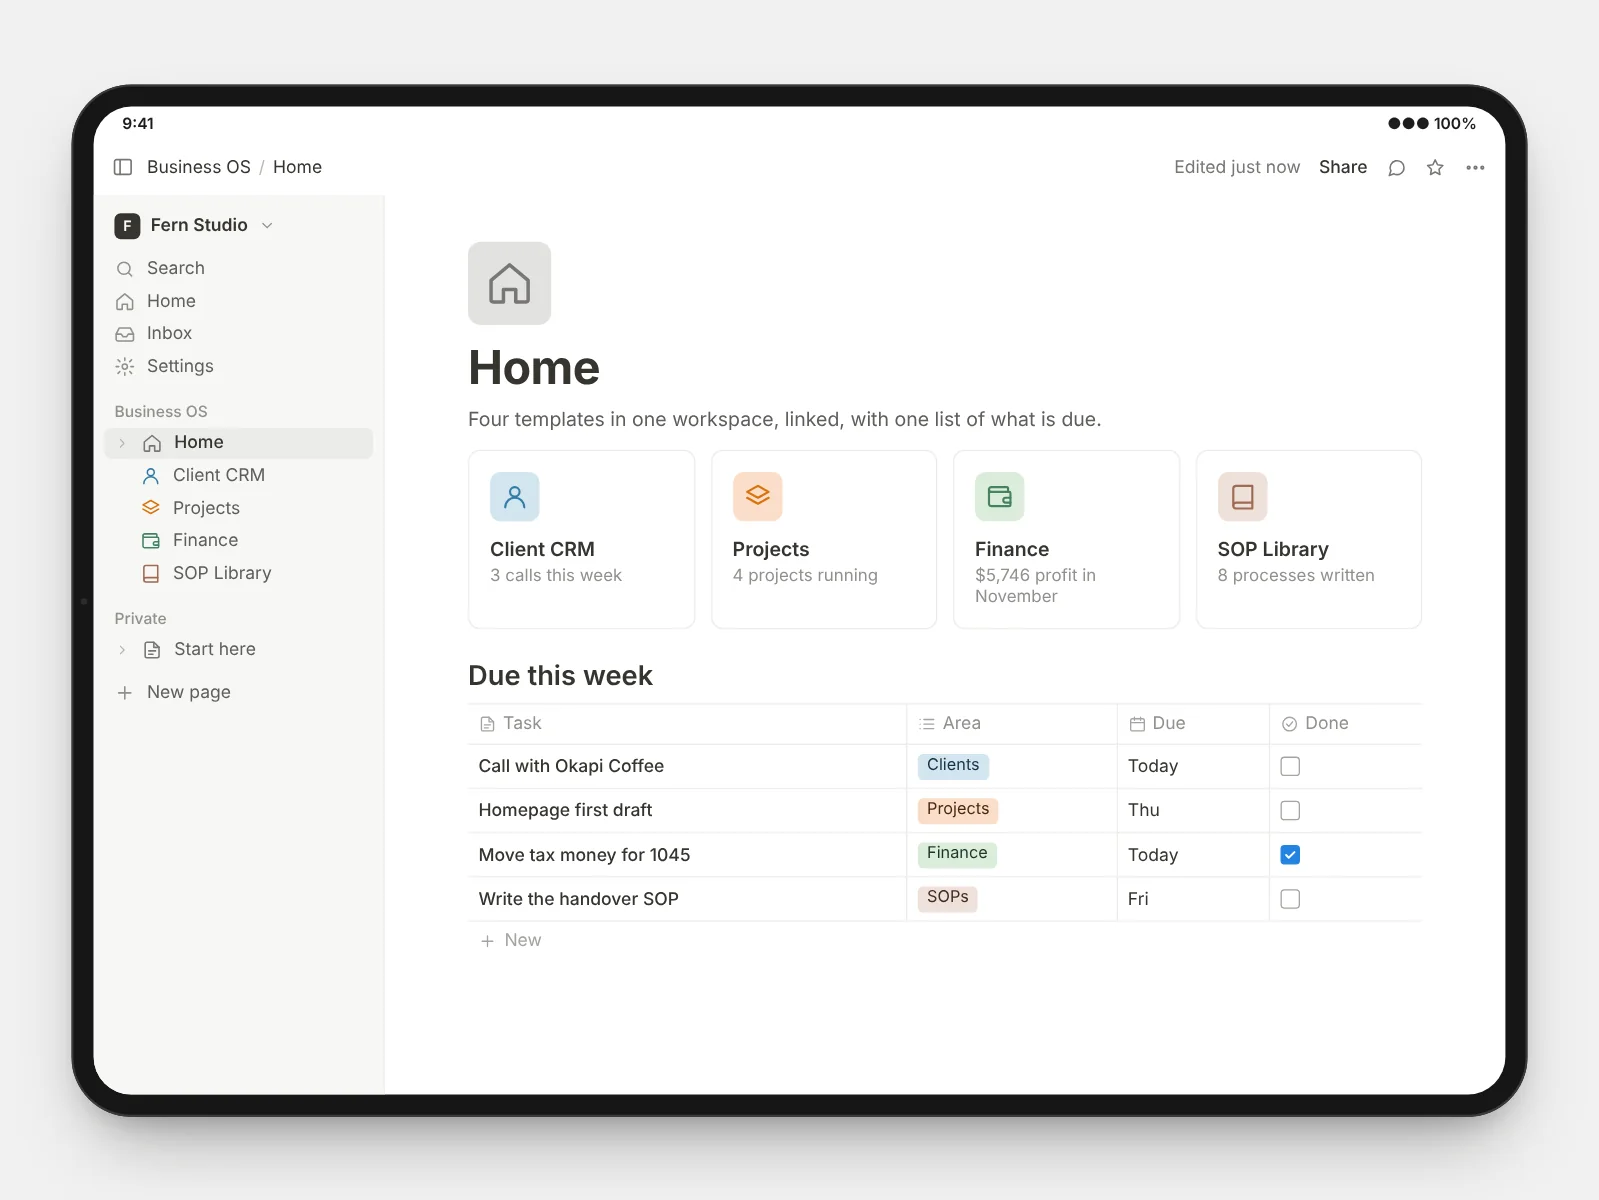 9:41
100%
Business OS / Home
Edited just now
Share
F
Fern Studio
Search
Home
Inbox
Settings
Business OS
Home
Client CRM
Projects
Finance
SOP Library
Private
Start here
New page
Home
Four templates in one workspace, linked, with one list of what is due.
Client CRM
3 calls this week
Projects
4 projects running
Finance
$5,746 profit in
November
SOP Library
8 processes written
Due this week
Task Area Due Done
Call with Okapi Coffee Clients Today
Homepage first draft Projects Thu
Move tax money for 1045 Finance Today
Write the handover SOP SOPs Fri
New